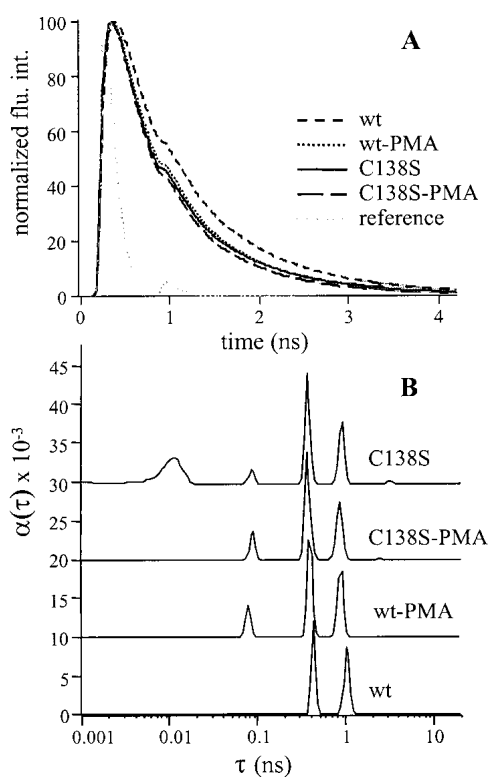 A
normalized flu. int.
100
80
60
40
20
0
wt
wt-PMA
C138S
C138S-PMA
reference
0 1 2 3 4
time (ns)
B
α(τ) x 10⁻³
45
40
35
30
20
15
10
5
0
C138S
C138S-PMA
wt-PMA
wt
0.001 0.01 0.1 1 10
τ (ns)